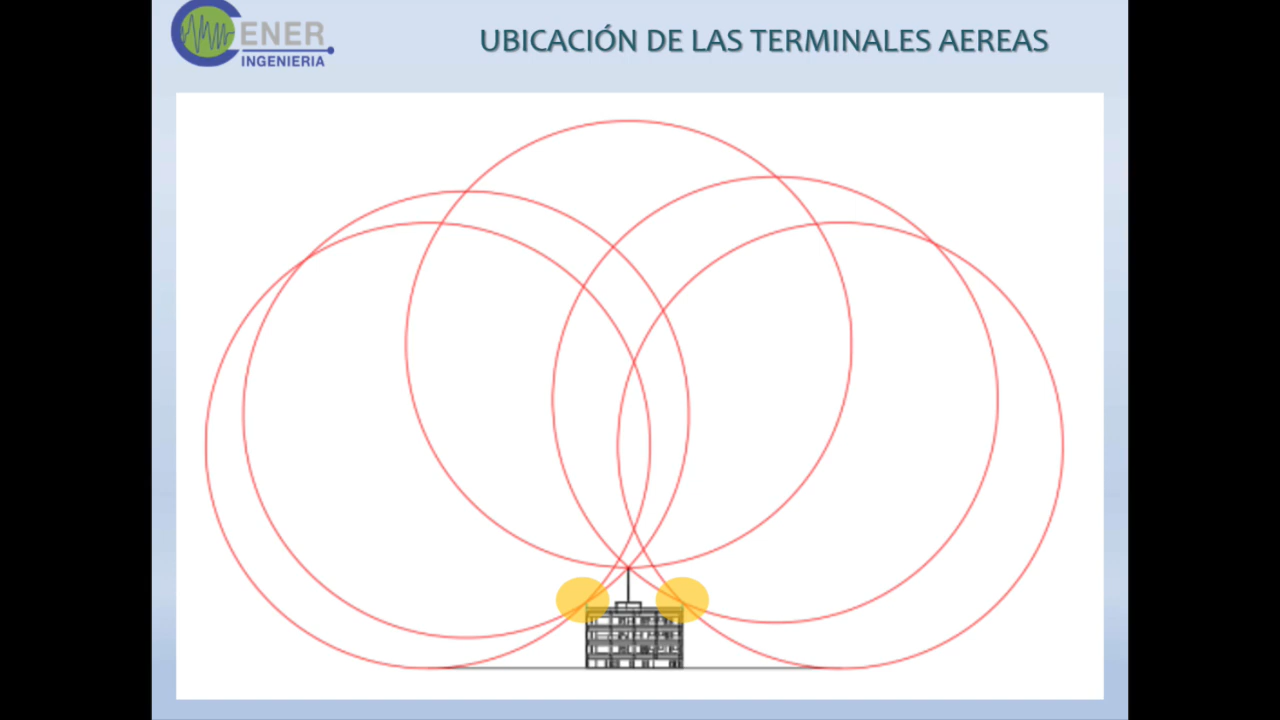 ENER
INGENIERIA
UBICACIÓN DE LAS TERMINALES AEREAS